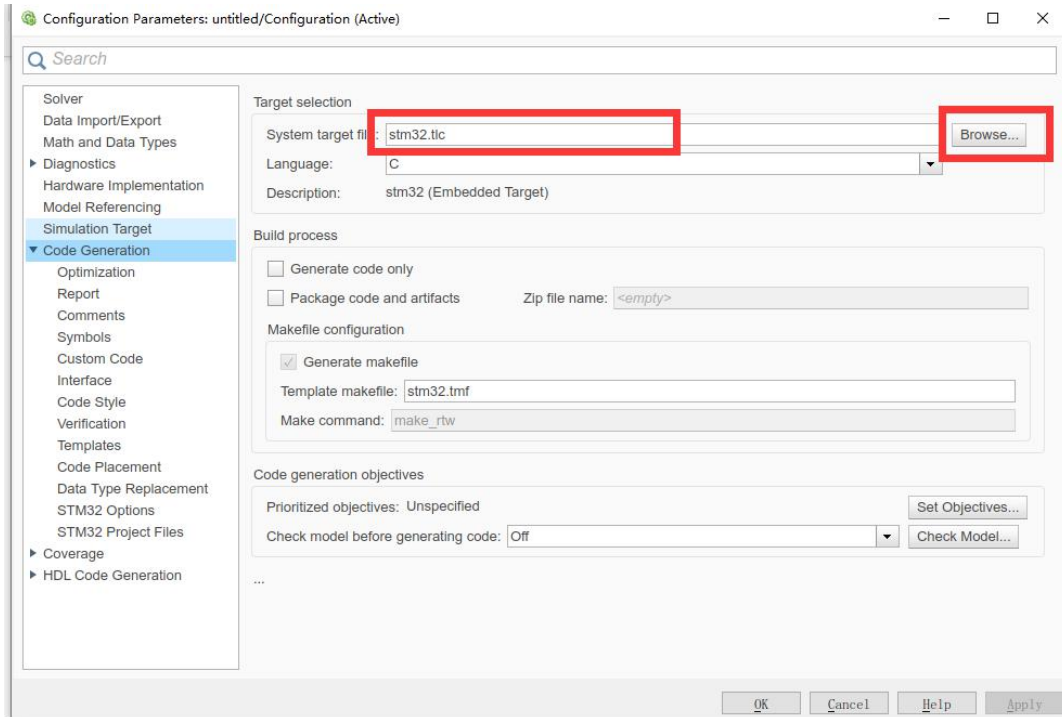 Configuration Parameters: untitled/Configuration (Active)
Search
Solver
Data Import/Export
Math and Data Types
Diagnostics
Hardware Implementation
Model Referencing
Simulation Target
Code Generation
Optimization
Report
Comments
Symbols
Custom Code
Interface
Code Style
Verification
Templates
Code Placement
Data Type Replacement
STM32 Options
STM32 Project Files
Coverage
HDL Code Generation
Target selection
System target fil : stm32.tlc Browse...
Language: C
Description: stm32 (Embedded Target)
Build process
Generate code only
Package code and artifacts Zip file name: <empty>
Makefile configuration
Generate makefile
Template makefile: stm32.tmf
Make command: make_rtw
Code generation objectives
Prioritized objectives: Unspecified Set Objectives...
Check model before generating code: Off Check Model...
...
OK Cancel Help Apply